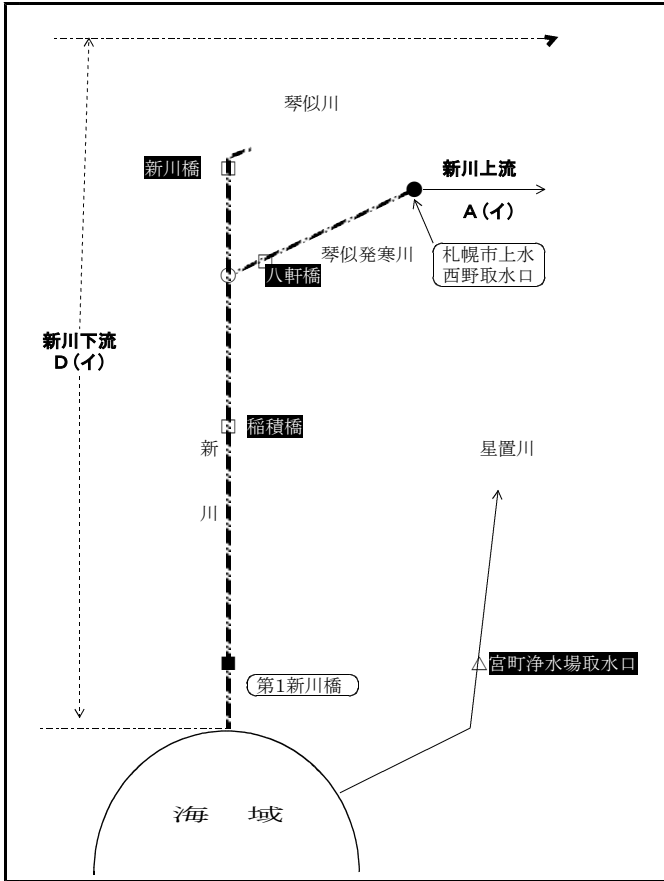 琴似川
新川橋
新川上流
A(イ)
琴似発寒川
札幌市上水
西野取水口
八軒橋
新川下流
D(イ)
稲積橋
新
川
星置川
宮町浄水場取水口
第1新川橋
海 域